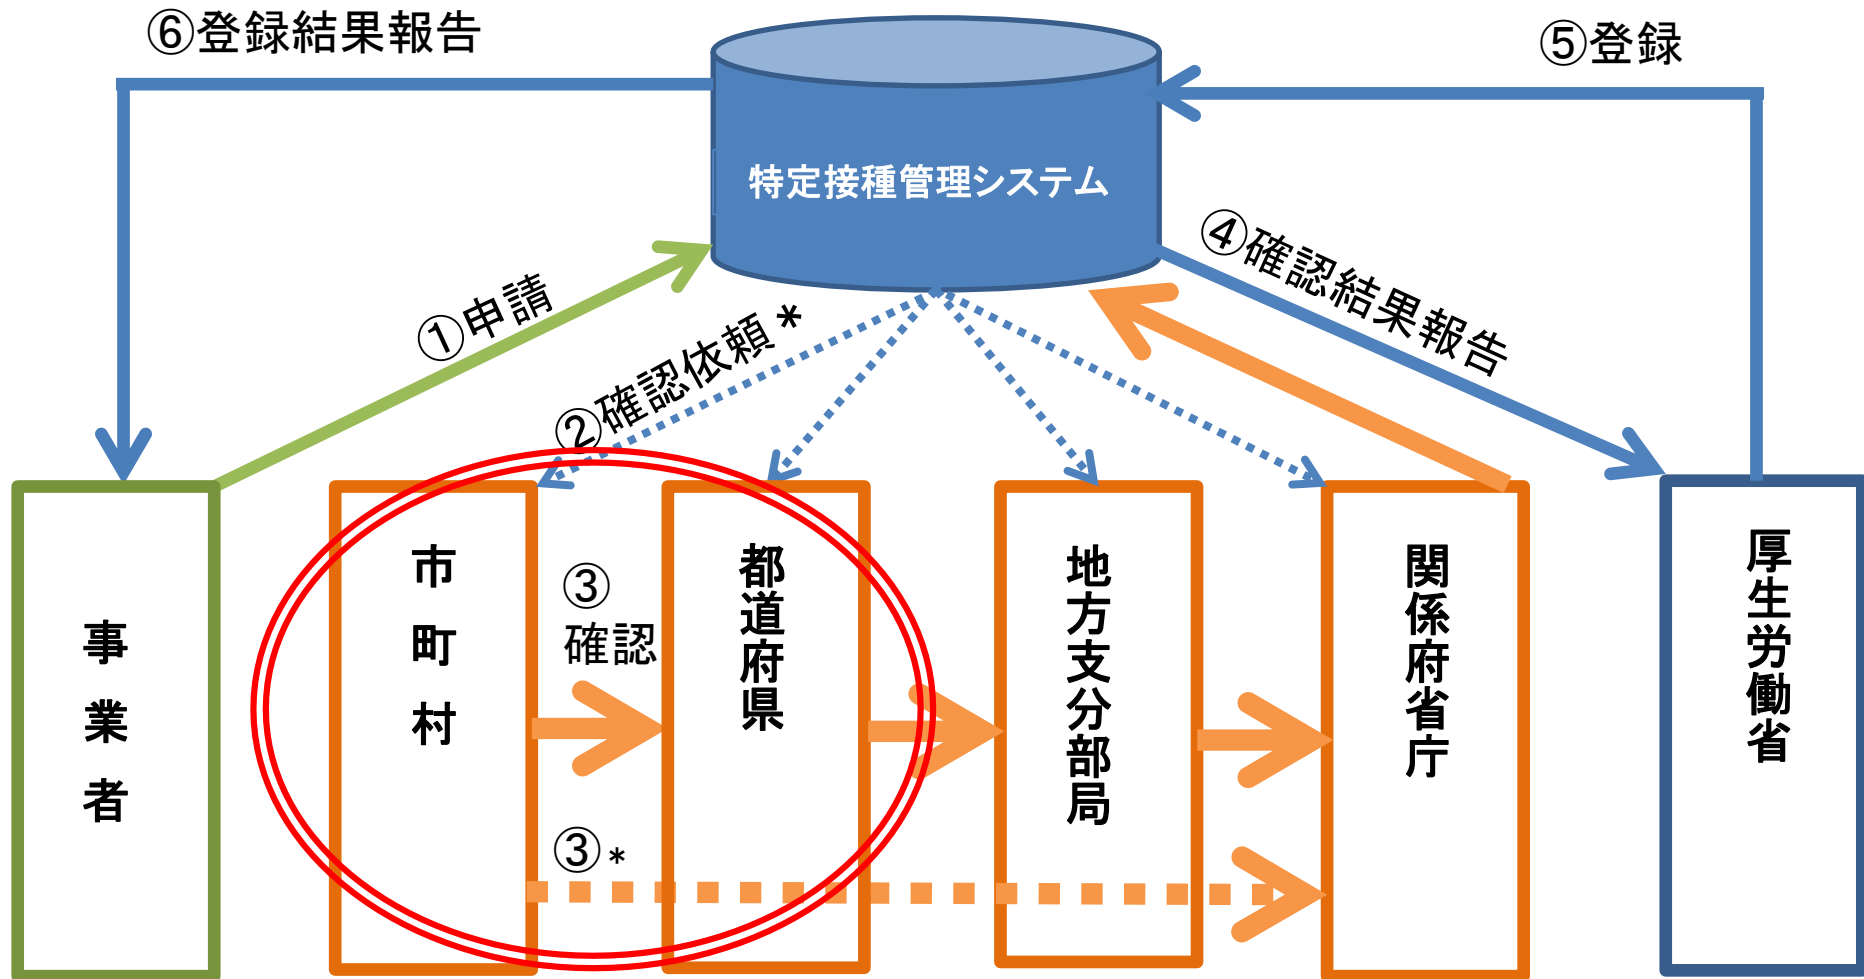 ⑥登録結果報告
⑤登録
特定接種管理システム
④確認結果報告
①申請
②確認依頼*
事業者
市町村
③
確認
都道府県
地方支分部局
関係府省庁
厚生労働省
③*